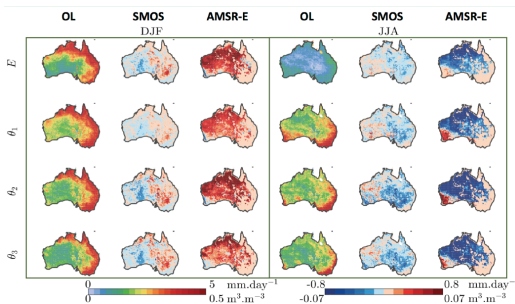 OL SMOS AMSR-E OL SMOS AMSR-E
DJF JJA
E
θ1
θ2
θ3
0 5 mm.day⁻¹ -0.8 0.8 mm.day⁻¹
0 0.5 m³.m⁻³ -0.07 0.07 m³.m⁻³